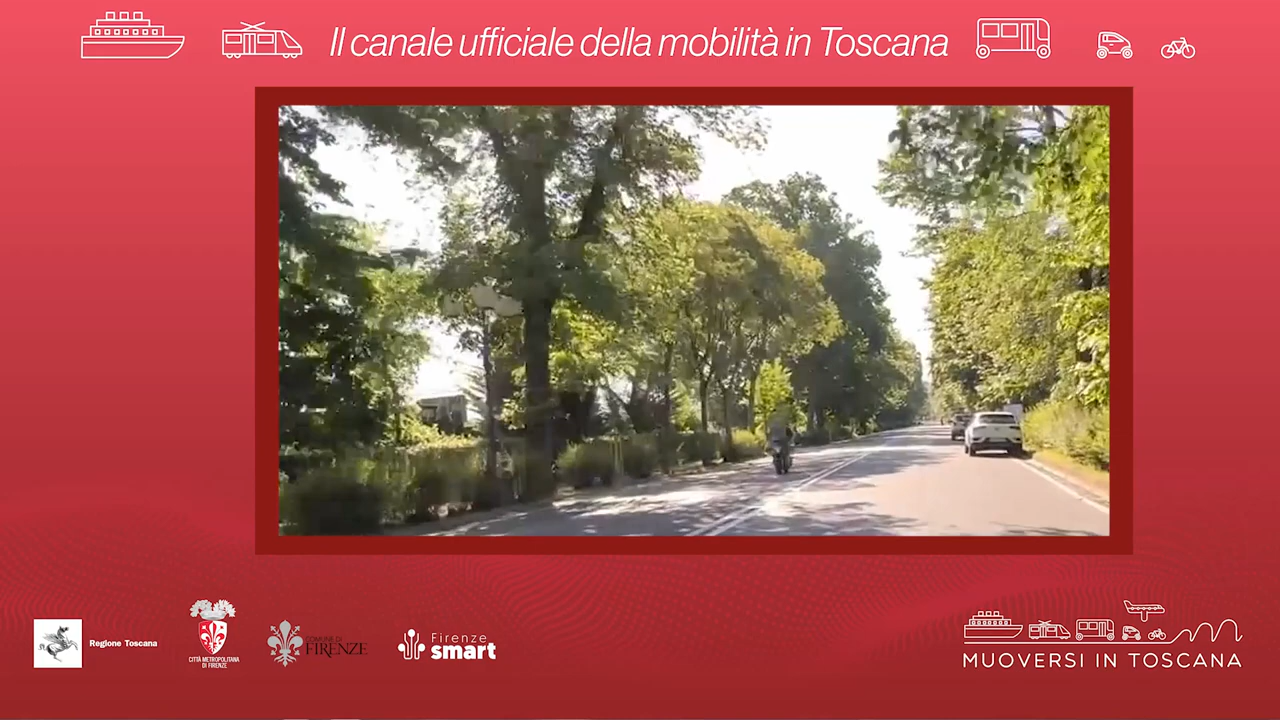 Il canale ufficiale della mobilità in Toscana
Regione Toscana
CITTÀ METROPOLITANA
DI FIRENZE
COMUNE DI
FIRENZE
Firenze
smart
MUOVERSI IN TOSCANA